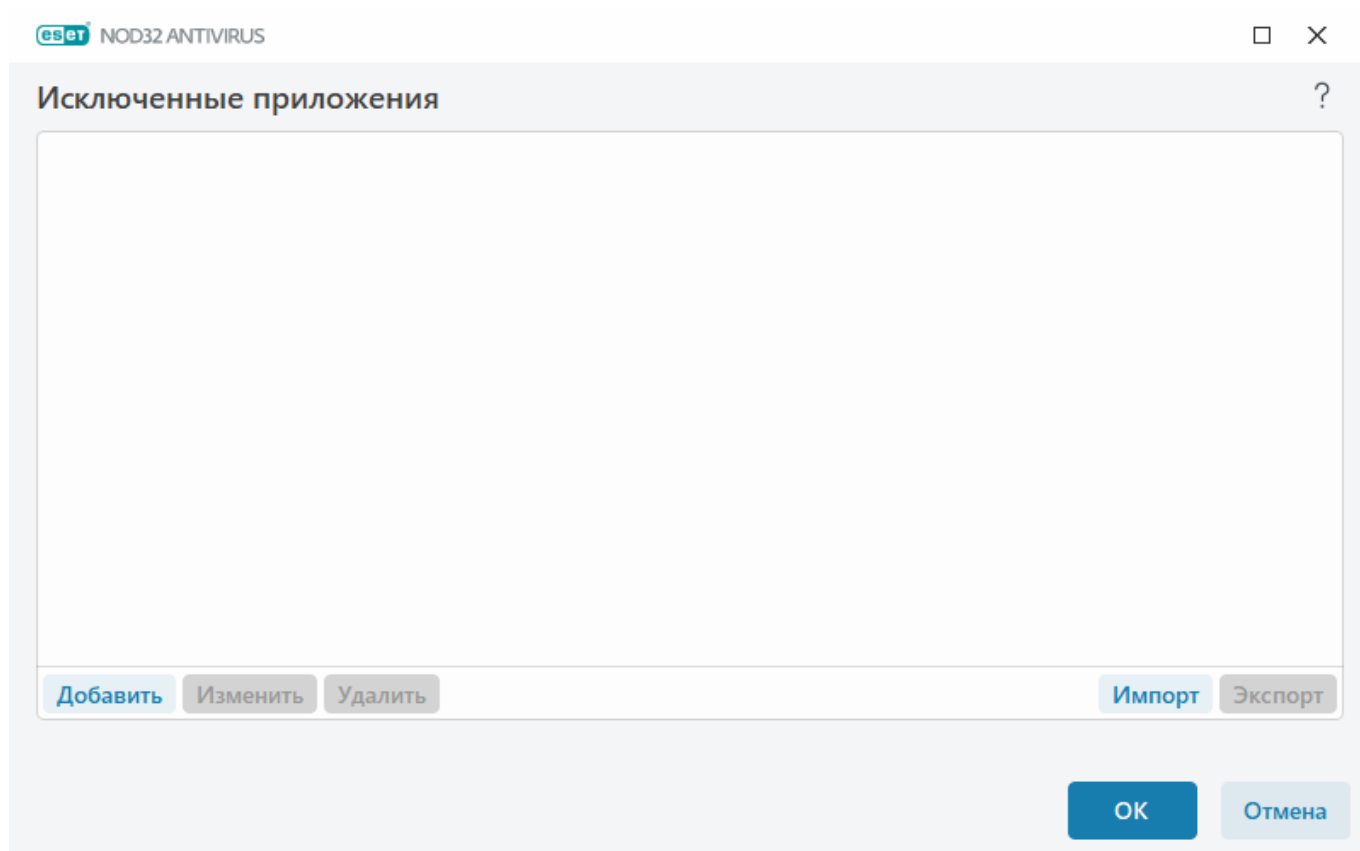 eset NOD32 ANTIVIRUS
Исключенные приложения ?
Добавить Изменить Удалить Импорт Экспорт
ОК Отмена